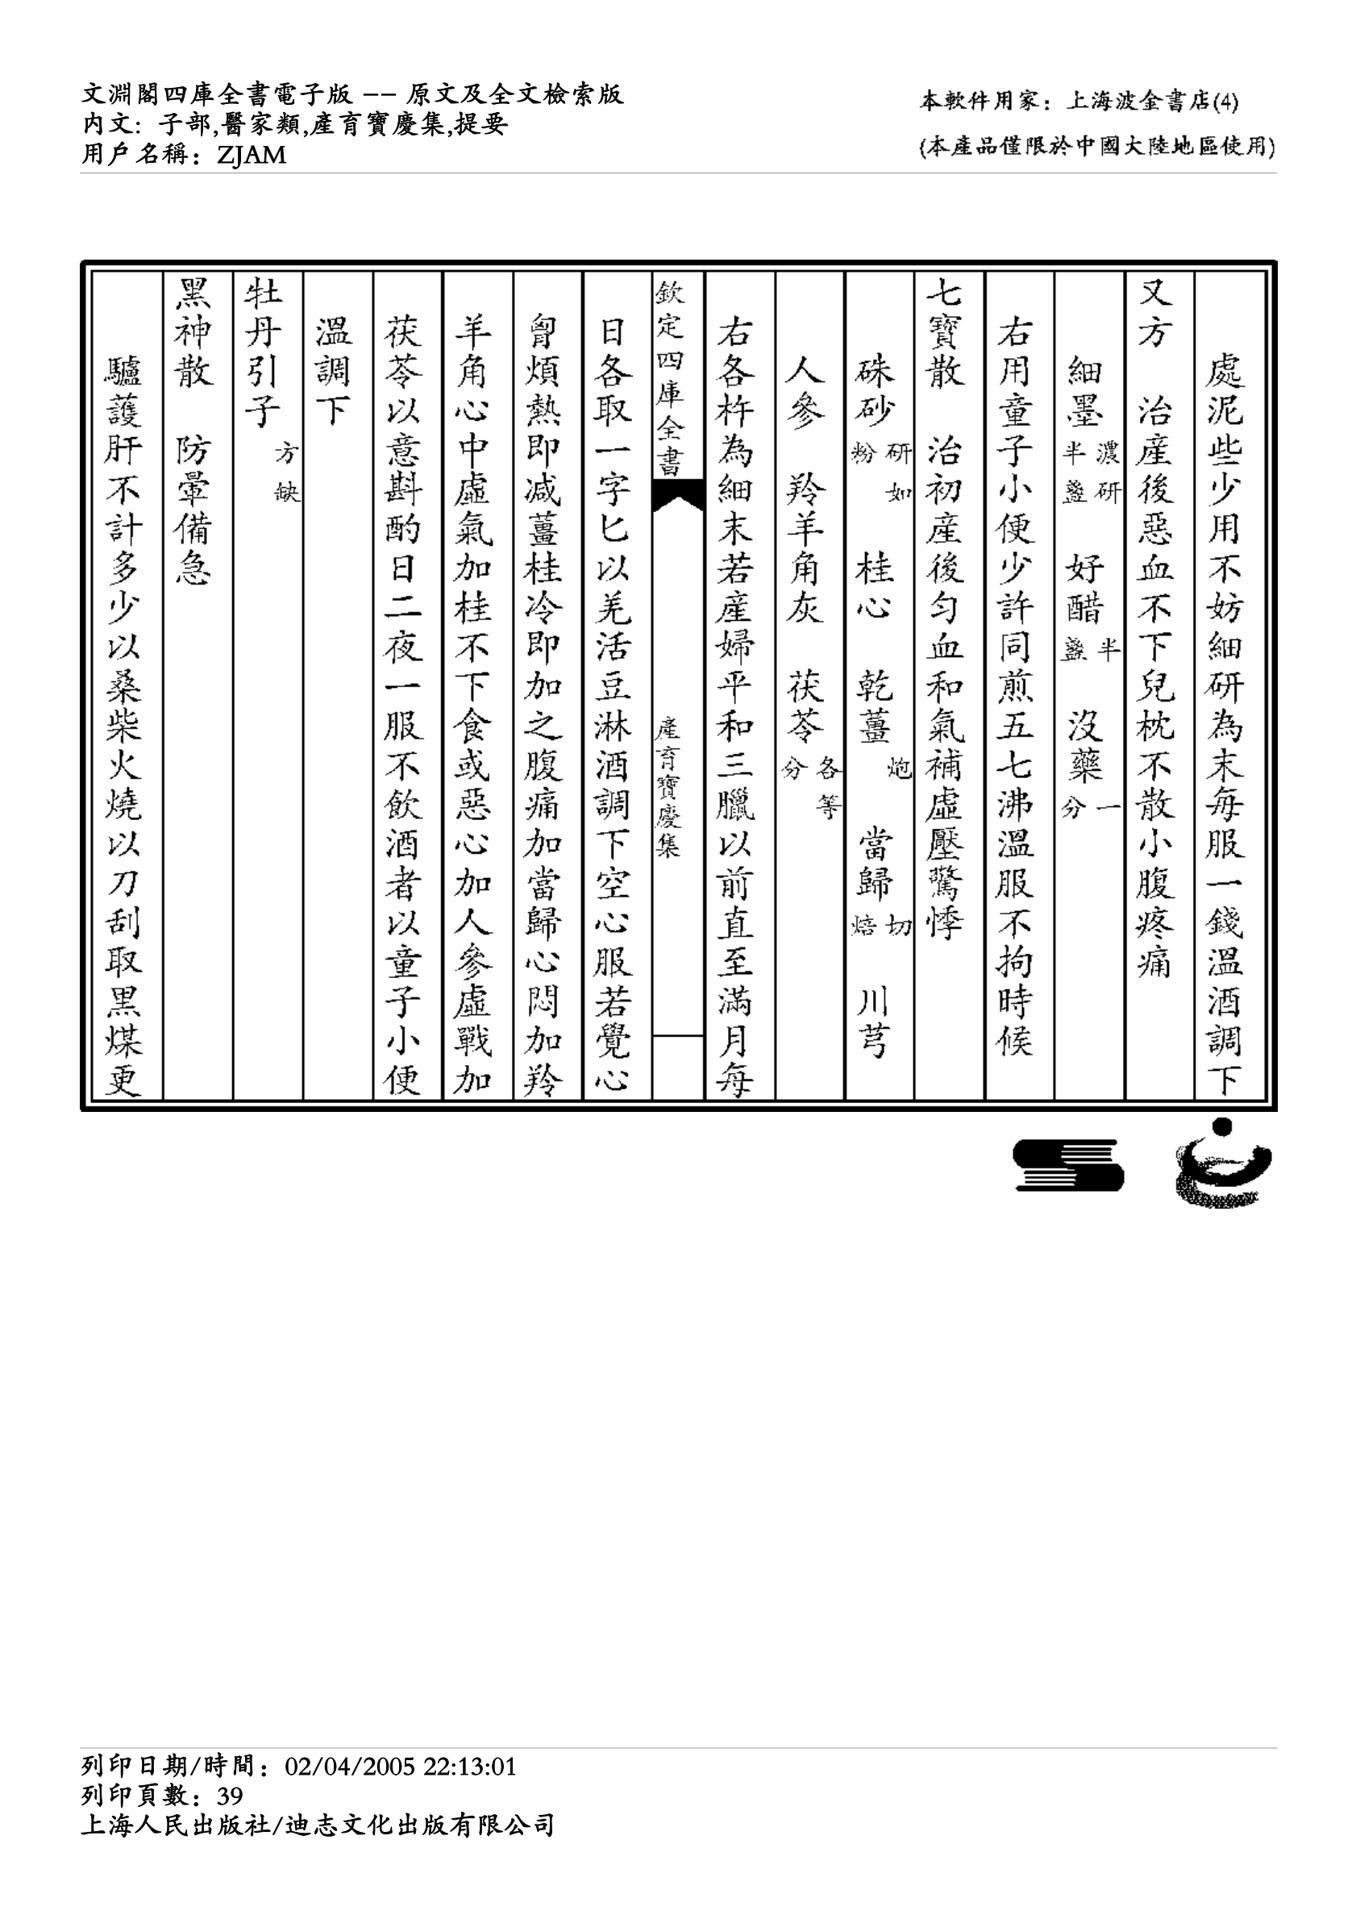 文淵閣四庫全書電子版 -- 原文及全文檢索版
内文: 子部,醫家類,產育寶慶集,提要
用戶名稱: ZJAM
本軟件用家: 上海波金書店(4)
(本產品僅限於中國大陸地區使用)
處泥些少用不妨細研為末每服一錢溫酒調下
又方 治產後惡血不下兒枕不散小腹疼痛
細墨濃研半盞 好醋半盞 沒藥一分
右用童子小便少許同煎五七沸溫服不拘時候
七寶散 治初產後匀血和氣補虛壓驚悸
硃砂研如粉 桂心 乾薑炮 當歸切焙 川芎
人參 羚羊角灰 茯苓各等分
右各杵為細末若產婦平和三臘以前直至滿月每
欽定四庫全書 產育寶慶集
日各取一字匕以羌活豆淋酒調下空心服若覺心
胷煩熱即減薑桂冷即加之腹痛加當歸心悶加羚
羊角心中虛氣加桂不下食或惡心加人參虛戰加
茯苓以意斟酌日二夜一服不飲酒者以童子小便
溫調下
牡丹引子方缺
黑神散 防暈備急
驢護肝不計多少以桑柴火燒以刀刮取黑煤更
列印日期/時間: 02/04/2005 22:13:01
列印頁數: 39
上海人民出版社/迪志文化出版有限公司